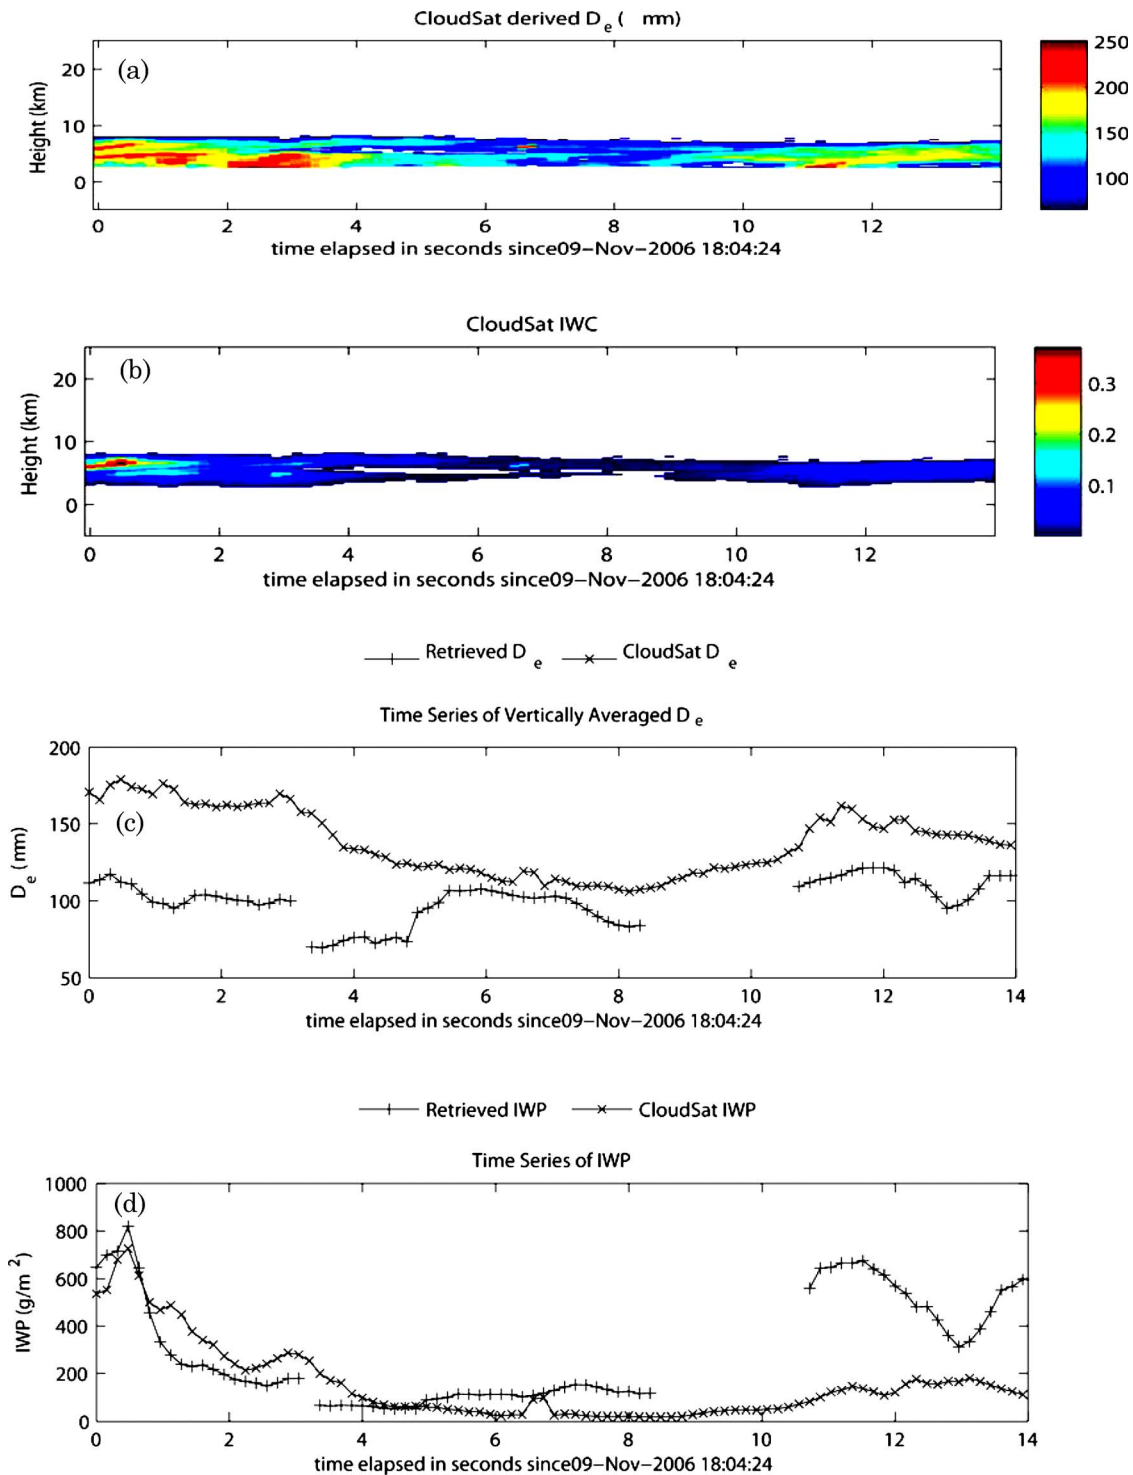 CloudSat derived D e ( mm)
(a)
Height (km)
20
10
0
250
200
150
100
0 2 4 6 8 10 12
time elapsed in seconds since09-Nov-2006 18:04:24
CloudSat IWC
(b)
Height (km)
20
10
0
0.3
0.2
0.1
0 2 4 6 8 10 12
time elapsed in seconds since09-Nov-2006 18:04:24
Retrieved D e CloudSat D e
Time Series of Vertically Averaged D e
(c)
D e (mm)
200
150
100
50
0 2 4 6 8 10 12 14
time elapsed in seconds since09-Nov-2006 18:04:24
Retrieved IWP CloudSat IWP
Time Series of IWP
(d)
IWP (g/m 2)
1000
800
600
400
200
0
0 2 4 6 8 10 12 14
time elapsed in seconds since09-Nov-2006 18:04:24